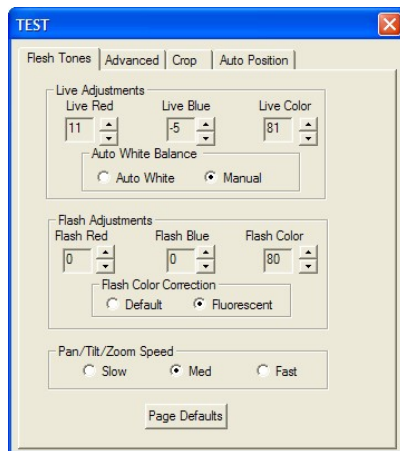 TEST
Flesh Tones Advanced Crop Auto Position
Live Adjustments
Live Red Live Blue Live Color
11 -5 81
Auto White Balance
Auto White Manual
Flash Adjustments
Flash Red Flash Blue Flash Color
0 0 80
Flash Color Correction
Default Fluorescent
Pan/Tilt/Zoom Speed
Slow Med Fast
Page Defaults